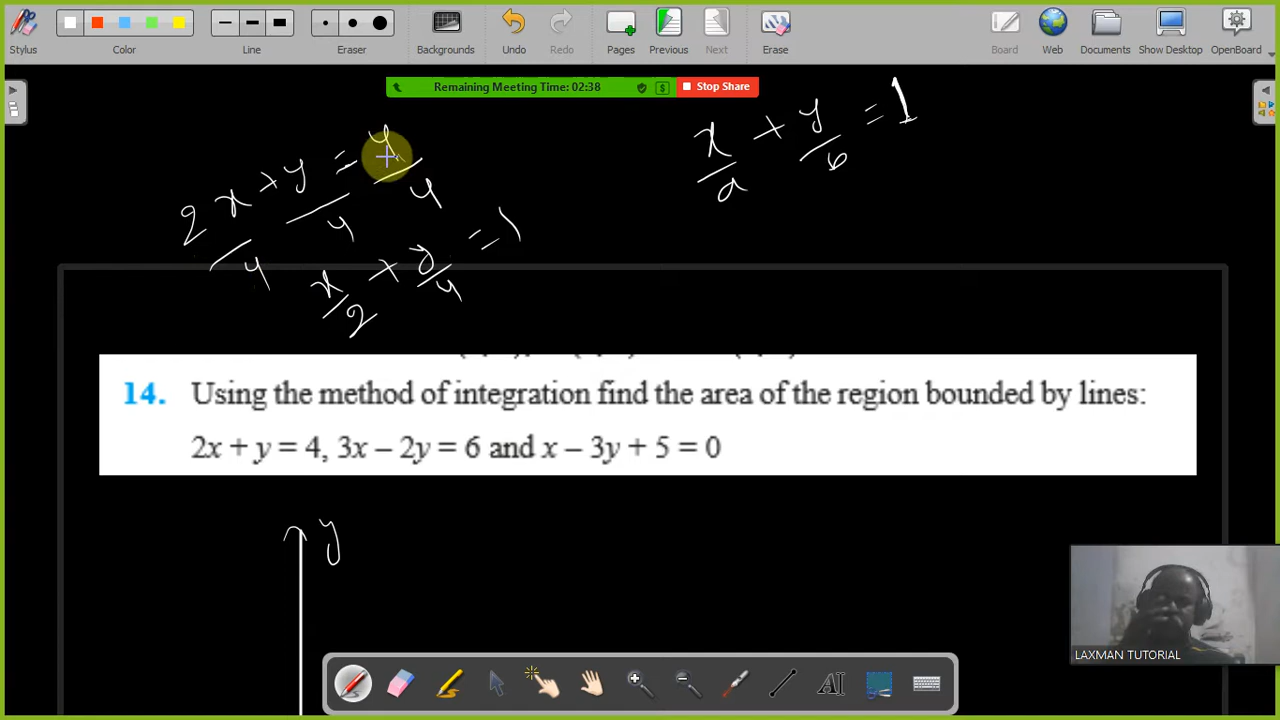 Stylus Color Line Eraser Backgrounds Undo Redo Pages Previous Next Erase Board Web Documents Show Desktop OpenBoard
Remaining Meeting Time: 02:38 Stop Share
x/a + y/b = 1
2x/4 + y/4 = 4/4
x/2 + y/4 = 1
14. Using the method of integration find the area of the region bounded by lines:
2x + y = 4, 3x – 2y = 6 and x – 3y + 5 = 0
y
LAXMAN TUTORIAL